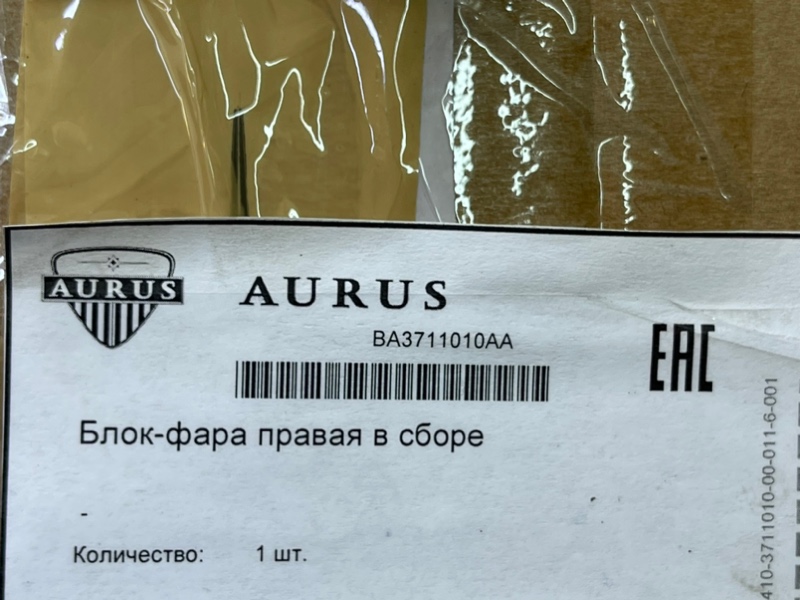 AURUS
AURUS
BA3711010AA
EAC
Блок-фара правая в сборе
-
Количество: 1 шт.
410-3711010-00-011-6-001